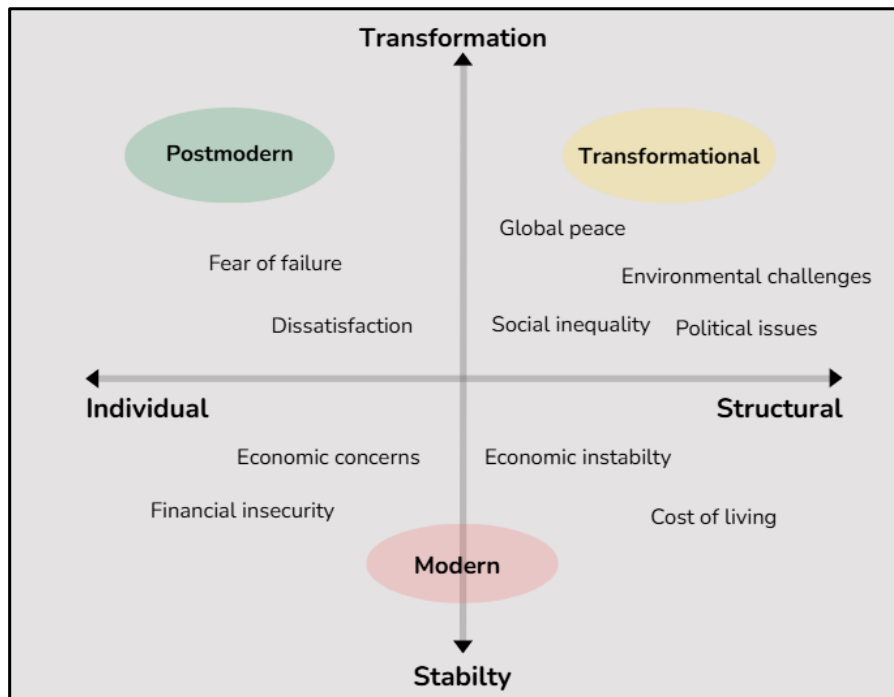 Transformation
Postmodern
Transformational
Global peace
Fear of failure
Environmental challenges
Dissatisfaction
Social inequality
Political issues
Individual
Structural
Economic concerns
Economic instabilty
Financial insecurity
Cost of living
Modern
Stabilty